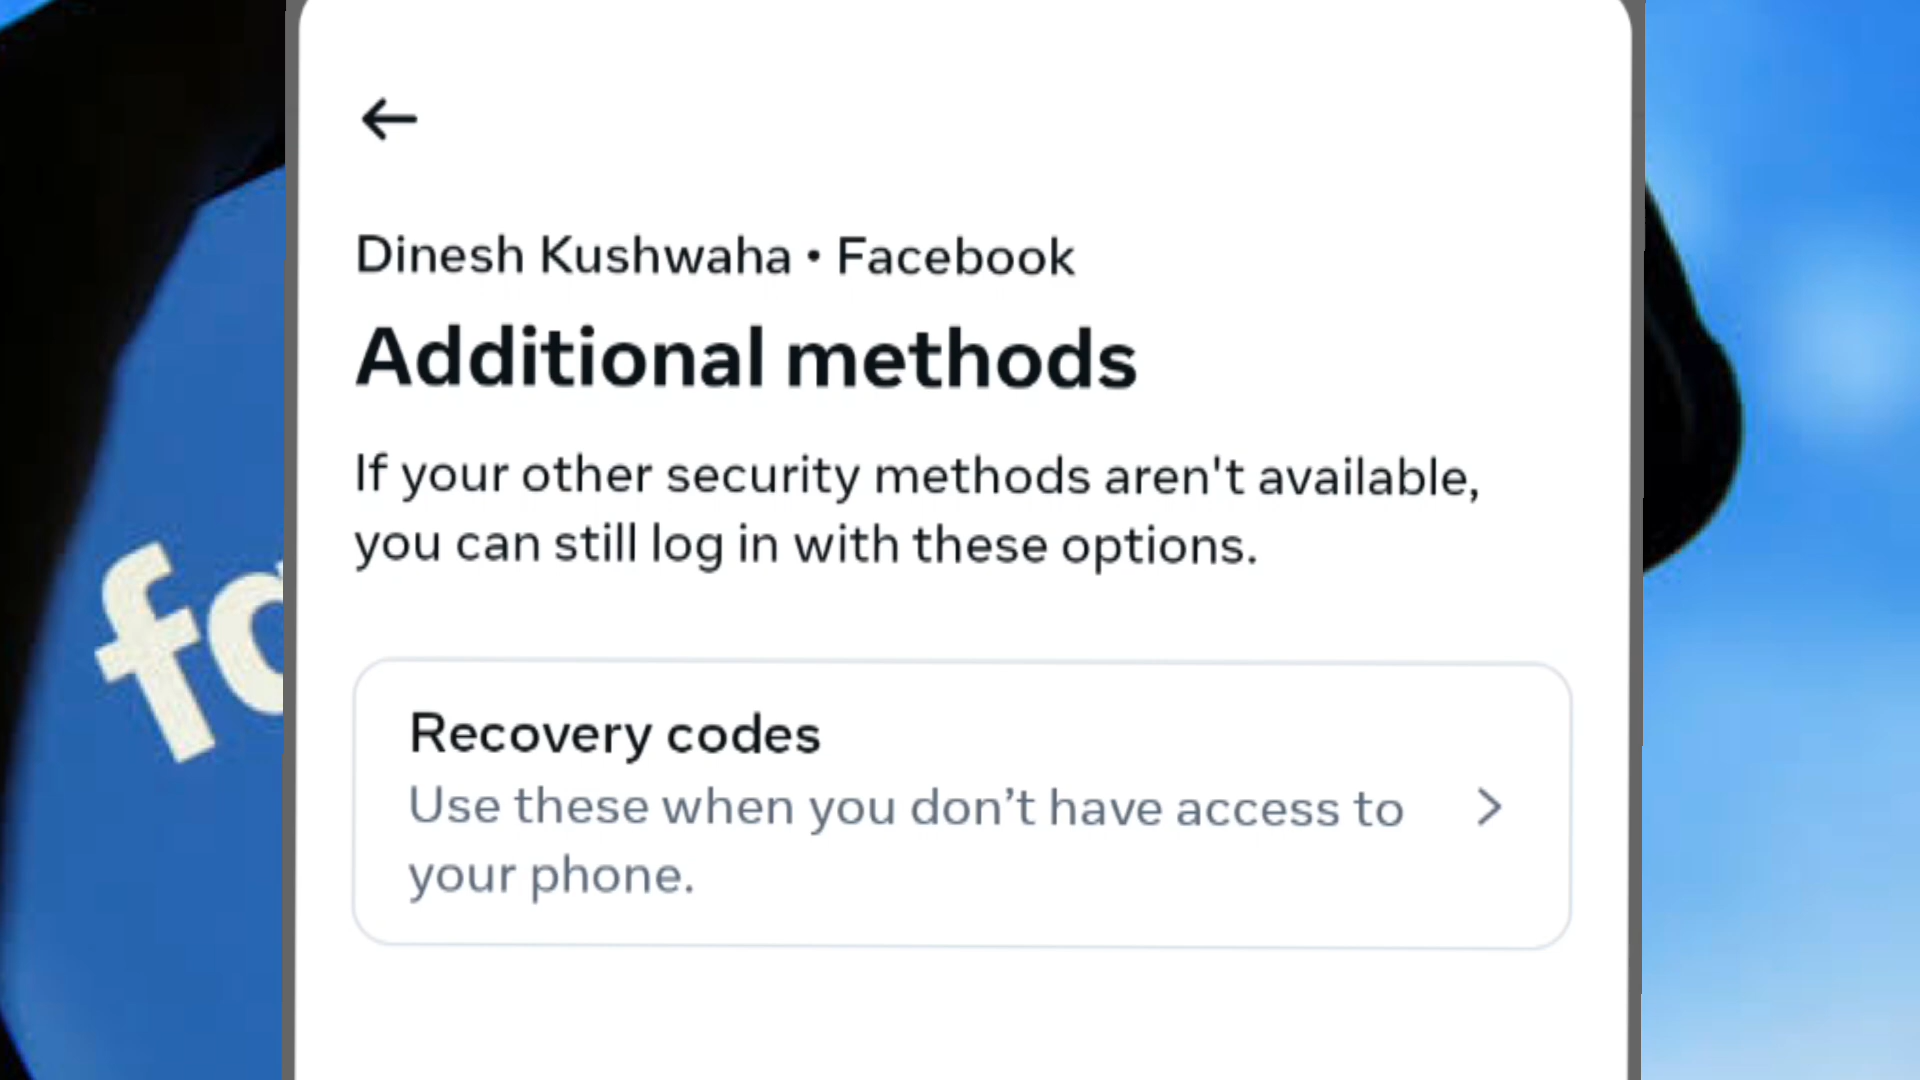 Dinesh Kushwaha • Facebook
Additional methods
If your other security methods aren't available,
you can still log in with these options.
fa
Recovery codes
Use these when you don’t have access to
your phone.